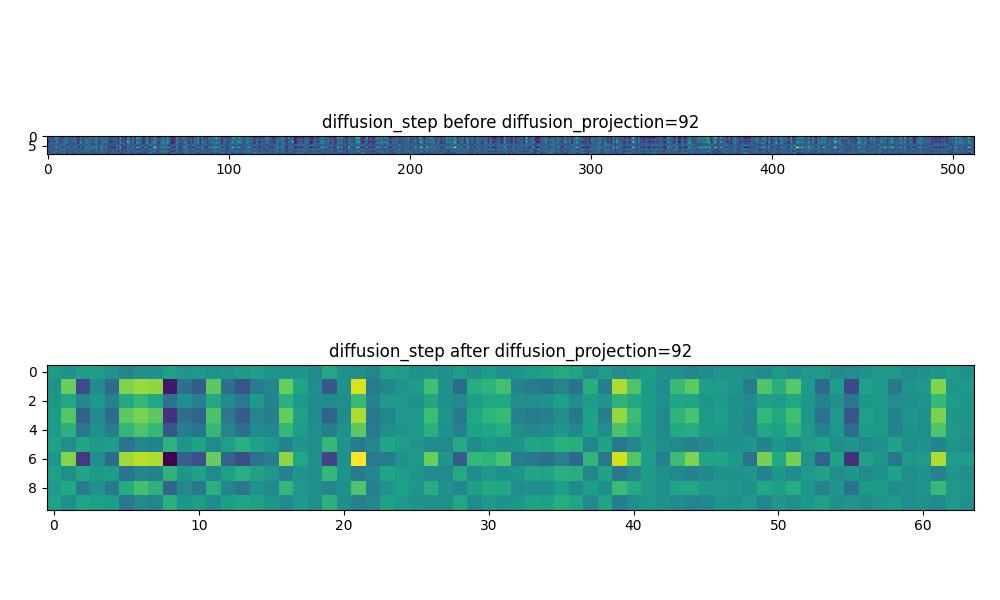 diffusion_step before diffusion_projection=92
0
5
0 100 200 300 400 500
diffusion_step after diffusion_projection=92
0
2
4
6
8
0 10 20 30 40 50 60